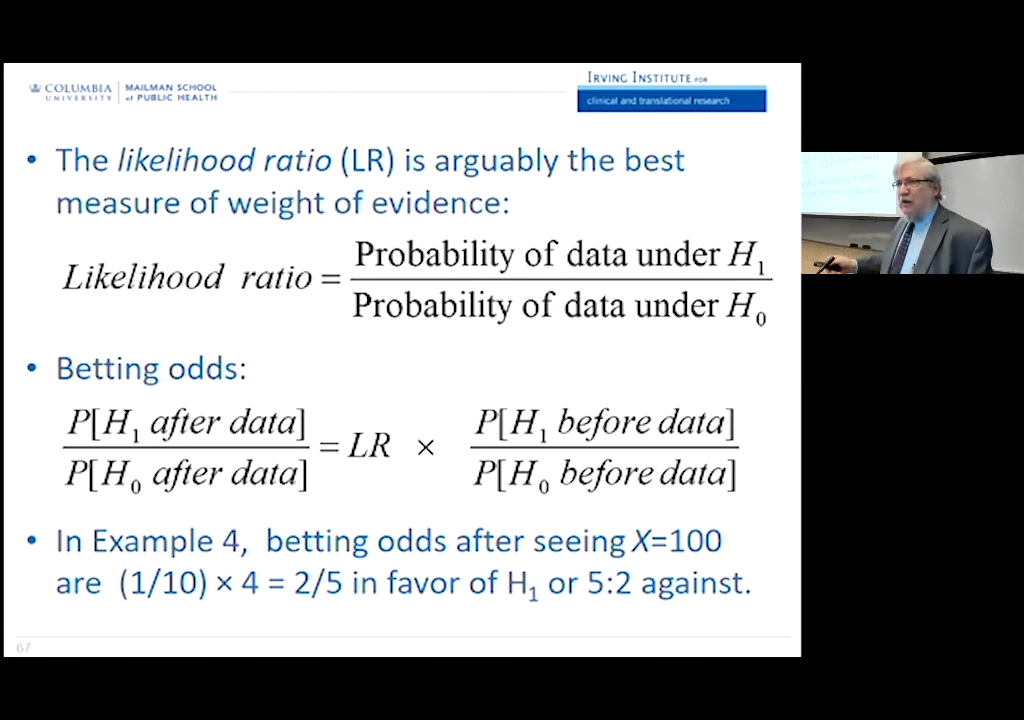 COLUMBIA UNIVERSITY
MAILMAN SCHOOL of PUBLIC HEALTH
IRVING INSTITUTE FOR
clinical and translational research
• The likelihood ratio (LR) is arguably the best
measure of weight of evidence:
Likelihood ratio = Probability of data under H₁ / Probability of data under H₀
• Betting odds:
P[H₁ after data] / P[H₀ after data] = LR × P[H₁ before data] / P[H₀ before data]
• In Example 4, betting odds after seeing X=100
are (1/10) × 4 = 2/5 in favor of H₁ or 5:2 against.
67